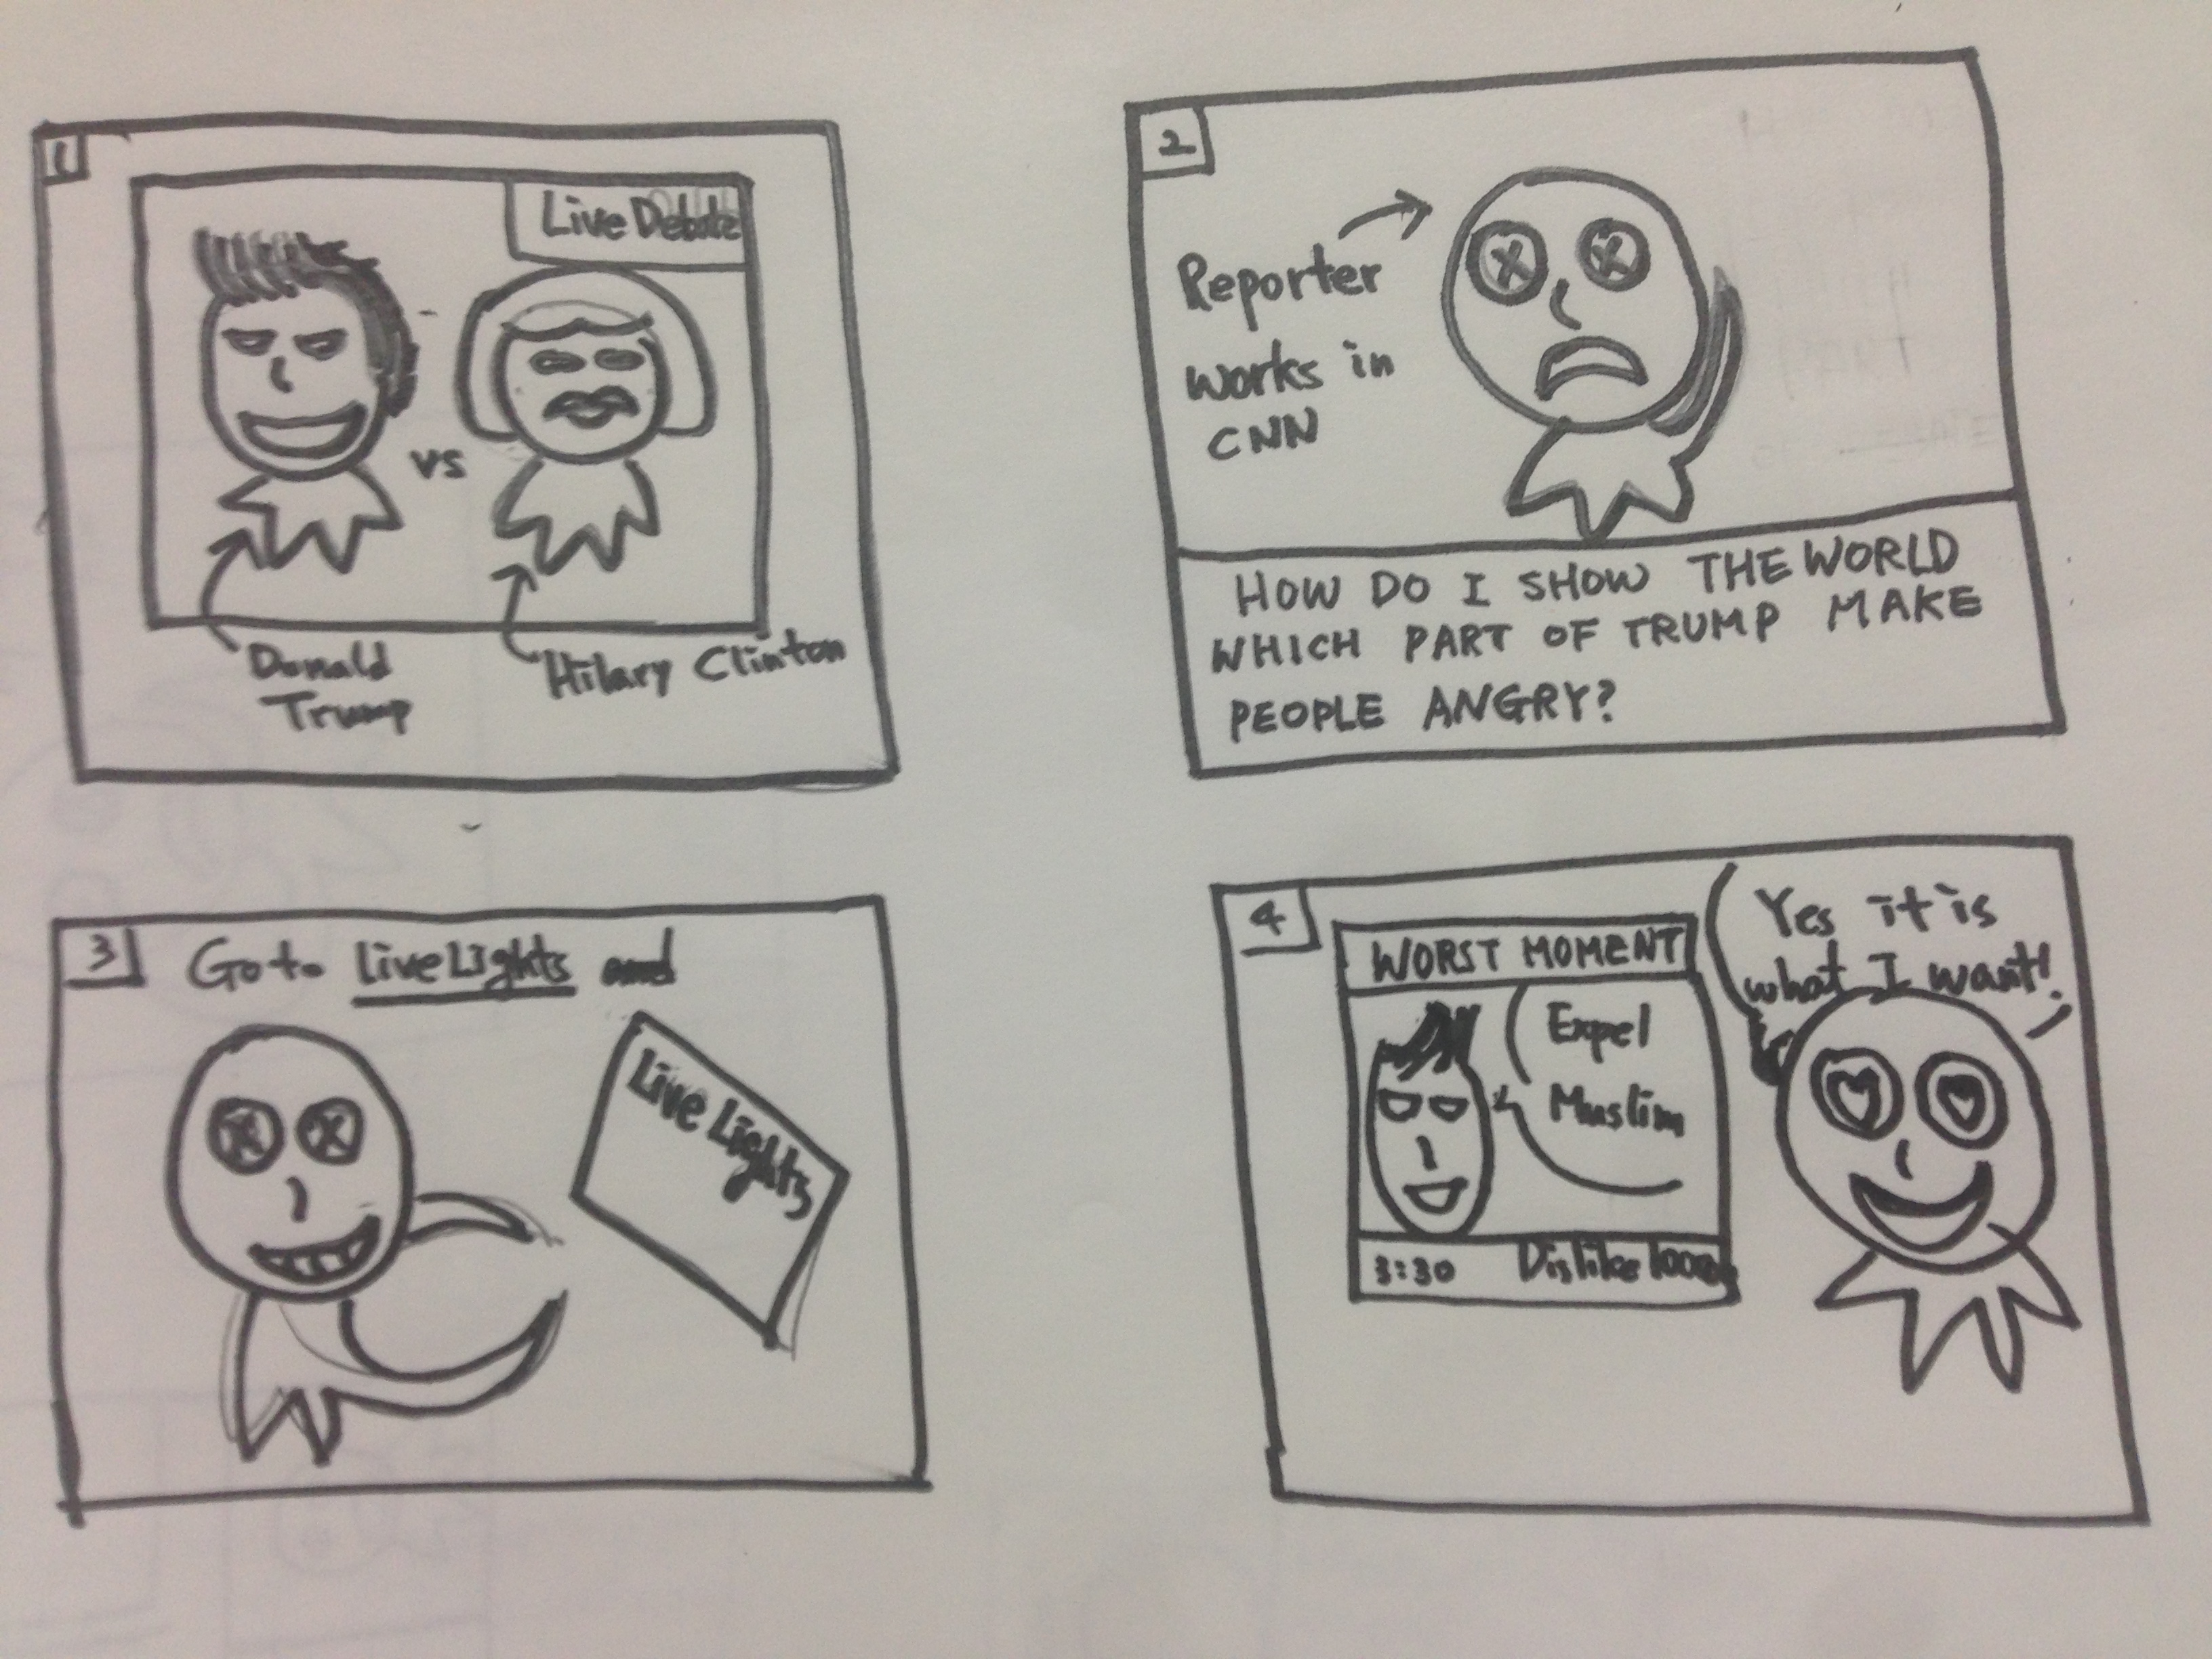 1
Live Debate
vs
Donald
Trump
Hilary Clinton
2
Reporter
works in
CNN
HOW DO I SHOW THE WORLD
WHICH PART OF TRUMP MAKE
PEOPLE ANGRY?
3
Go to LiveLights and
Live Lights
4
WORST MOMENT
Expel
Muslim
3:30 Dislike
Yes it is
what I want!